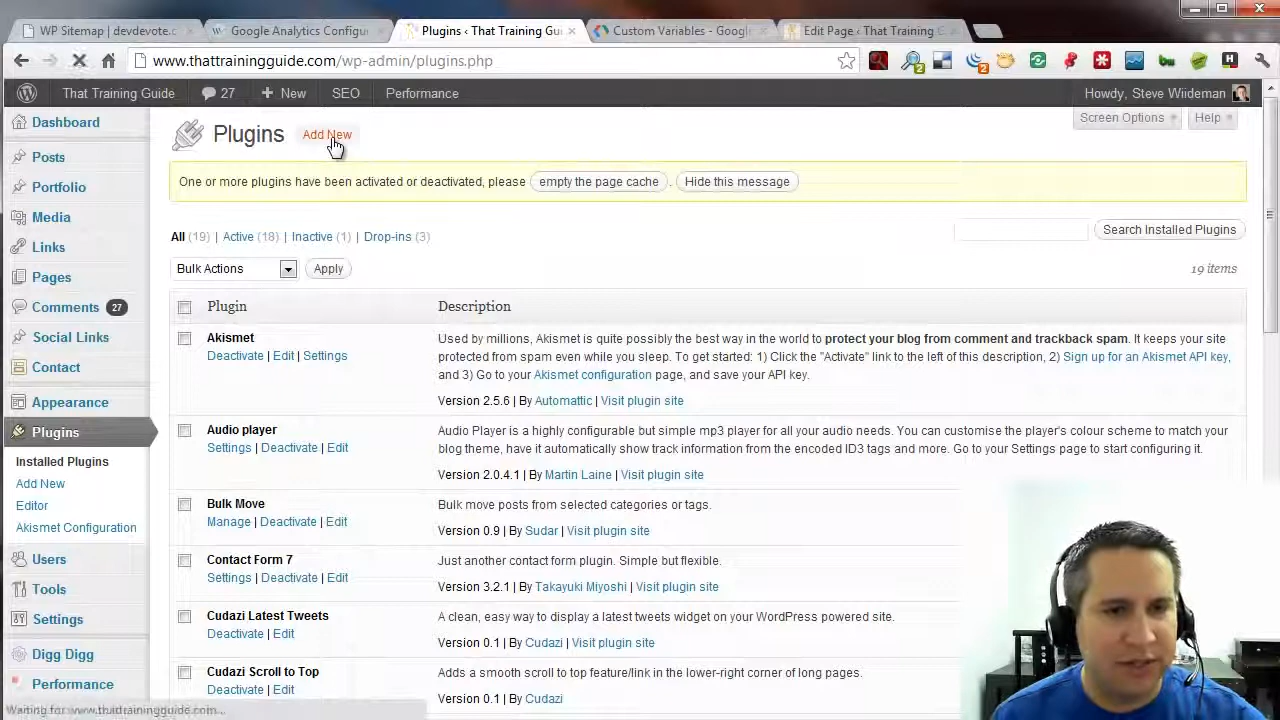 WP Sitemap | devdevote.c
Google Analytics Configu
Plugins ‹ That Training Gui
Custom Variables - Google
Edit Page ‹ That Training G
www.thattrainingguide.com/wp-admin/plugins.php
That Training Guide
27
New
SEO
Performance
Howdy, Steve Wiideman
Dashboard
Posts
Portfolio
Media
Links
Pages
Comments 27
Social Links
Contact
Appearance
Plugins
Installed Plugins
Add New
Editor
Akismet Configuration
Users
Tools
Settings
Digg Digg
Performance
Plugins Add New
Screen Options
Help
One or more plugins have been activated or deactivated, please empty the page cache . Hide this message
All (19) | Active (18) | Inactive (1) | Drop-ins (3)
Search Installed Plugins
Bulk Actions
Apply
19 items
Plugin
Description
Akismet
Deactivate | Edit | Settings
Used by millions, Akismet is quite possibly the best way in the world to protect your blog from comment and trackback spam. It keeps your site
protected from spam even while you sleep. To get started: 1) Click the "Activate" link to the left of this description, 2) Sign up for an Akismet API key,
and 3) Go to your Akismet configuration page, and save your API key.
Version 2.5.6 | By Automattic | Visit plugin site
Audio player
Settings | Deactivate | Edit
Audio Player is a highly configurable but simple mp3 player for all your audio needs. You can customise the player's colour scheme to match your
blog theme, have it automatically show track information from the encoded ID3 tags and more. Go to your Settings page to start configuring it.
Version 2.0.4.1 | By Martin Laine | Visit plugin site
Bulk Move
Manage | Deactivate | Edit
Bulk move posts from selected categories or tags.
Version 0.9 | By Sudar | Visit plugin site
Contact Form 7
Settings | Deactivate | Edit
Just another contact form plugin. Simple but flexible.
Version 3.2.1 | By Takayuki Miyoshi | Visit plugin site
Cudazi Latest Tweets
Deactivate | Edit
A clean, easy way to display a latest tweets widget on your WordPress powered site.
Version 0.1 | By Cudazi | Visit plugin site
Cudazi Scroll to Top
Deactivate | Edit
Adds a smooth scroll to top feature/link in the lower-right corner of long pages.
Version 0.1 | By Cudazi
Waiting for www.thattrainingguide.com...